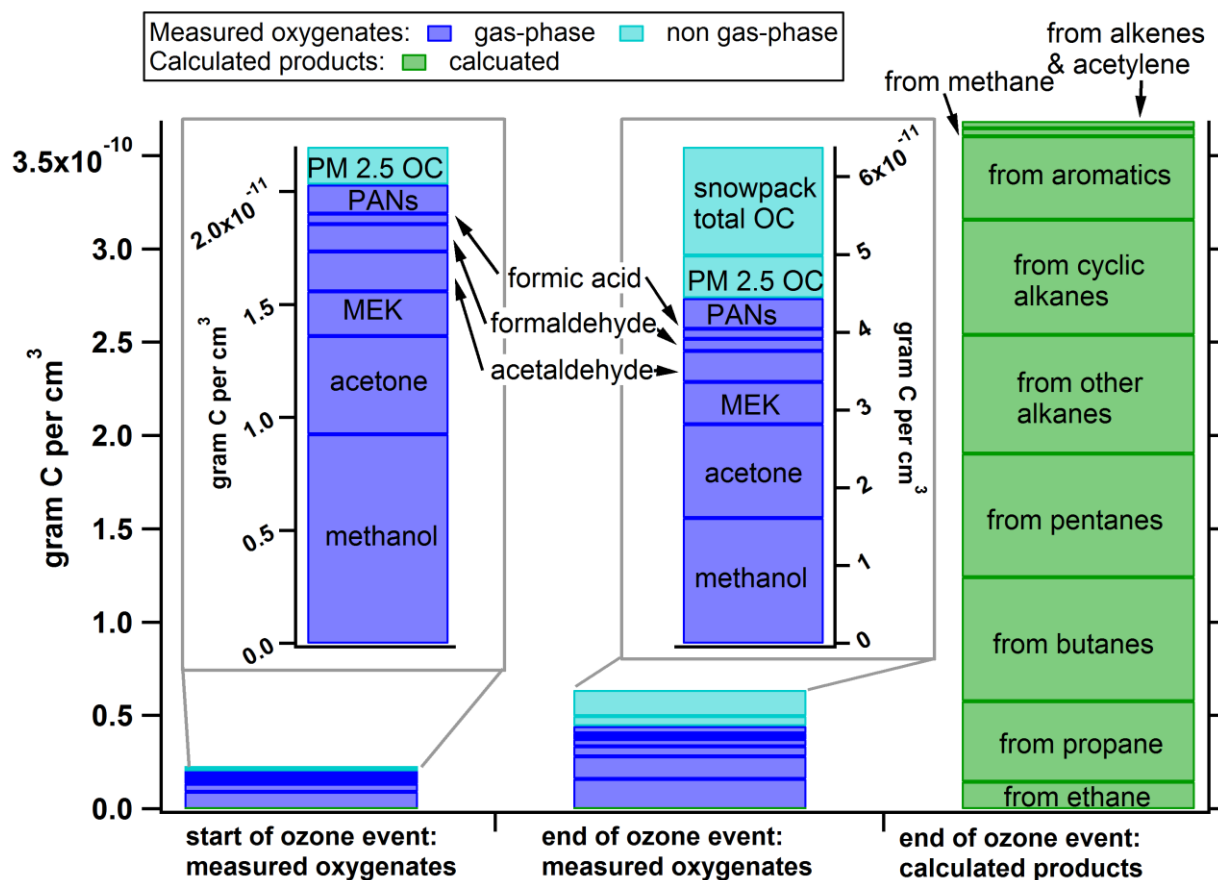 Measured oxygenates: gas-phase non gas-phase
Calculated products: calcuated
from alkenes
& acetylene
from methane
3.5x10^-10
3.0
2.5
2.0
1.5
1.0
0.5
0.0
gram C per cm^3
2.0x10^-11
1.5
1.0
0.5
0.0
gram C per cm^3
PM 2.5 OC
PANs
MEK
acetone
methanol
formic acid
formaldehyde
acetaldehyde
snowpack
total OC
PM 2.5 OC
PANs
MEK
acetone
methanol
6x10^-11
5
4
3
2
1
0
gram C per cm^3
from aromatics
from cyclic
alkanes
from other
alkanes
from pentanes
from butanes
from propane
from ethane
start of ozone event:
measured oxygenates
end of ozone event:
measured oxygenates
end of ozone event:
calculated products